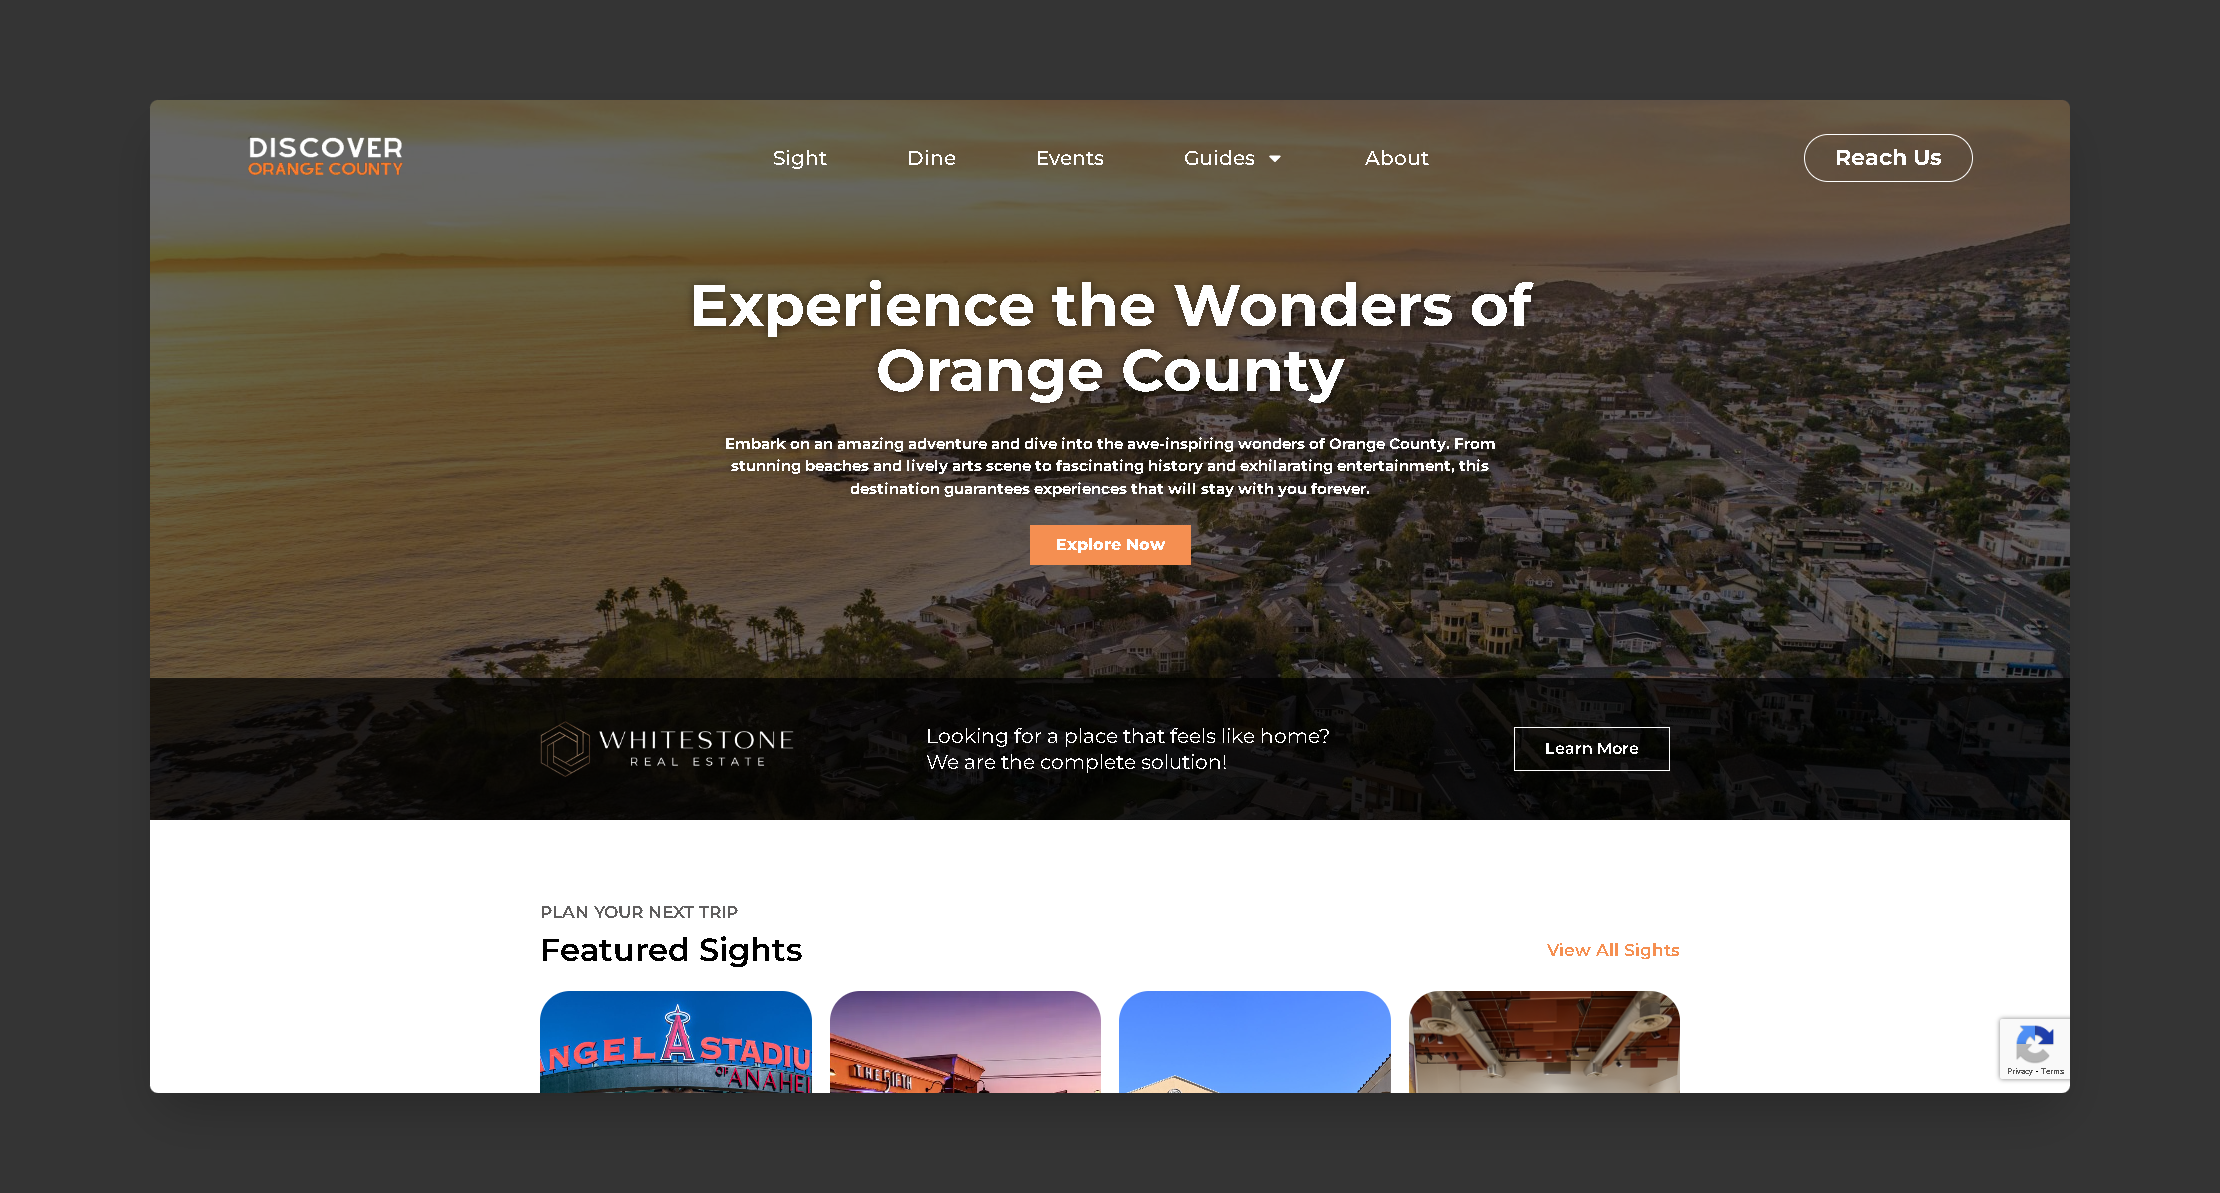 DISCOVER
ORANGE COUNTY
Sight
Dine
Events
Guides
About
Reach Us
Experience the Wonders of
Orange County
Embark on an amazing adventure and dive into the awe-inspiring wonders of Orange County. From
stunning beaches and lively arts scene to fascinating history and exhilarating entertainment, this
destination guarantees experiences that will stay with you forever.
Explore Now
WHITESTONE
REAL ESTATE
Looking for a place that feels like home?
We are the complete solution!
Learn More
PLAN YOUR NEXT TRIP
Featured Sights
View All Sights
ANGEL STADIU
OF ANAHEI
THE FIFTH
Privacy - Terms